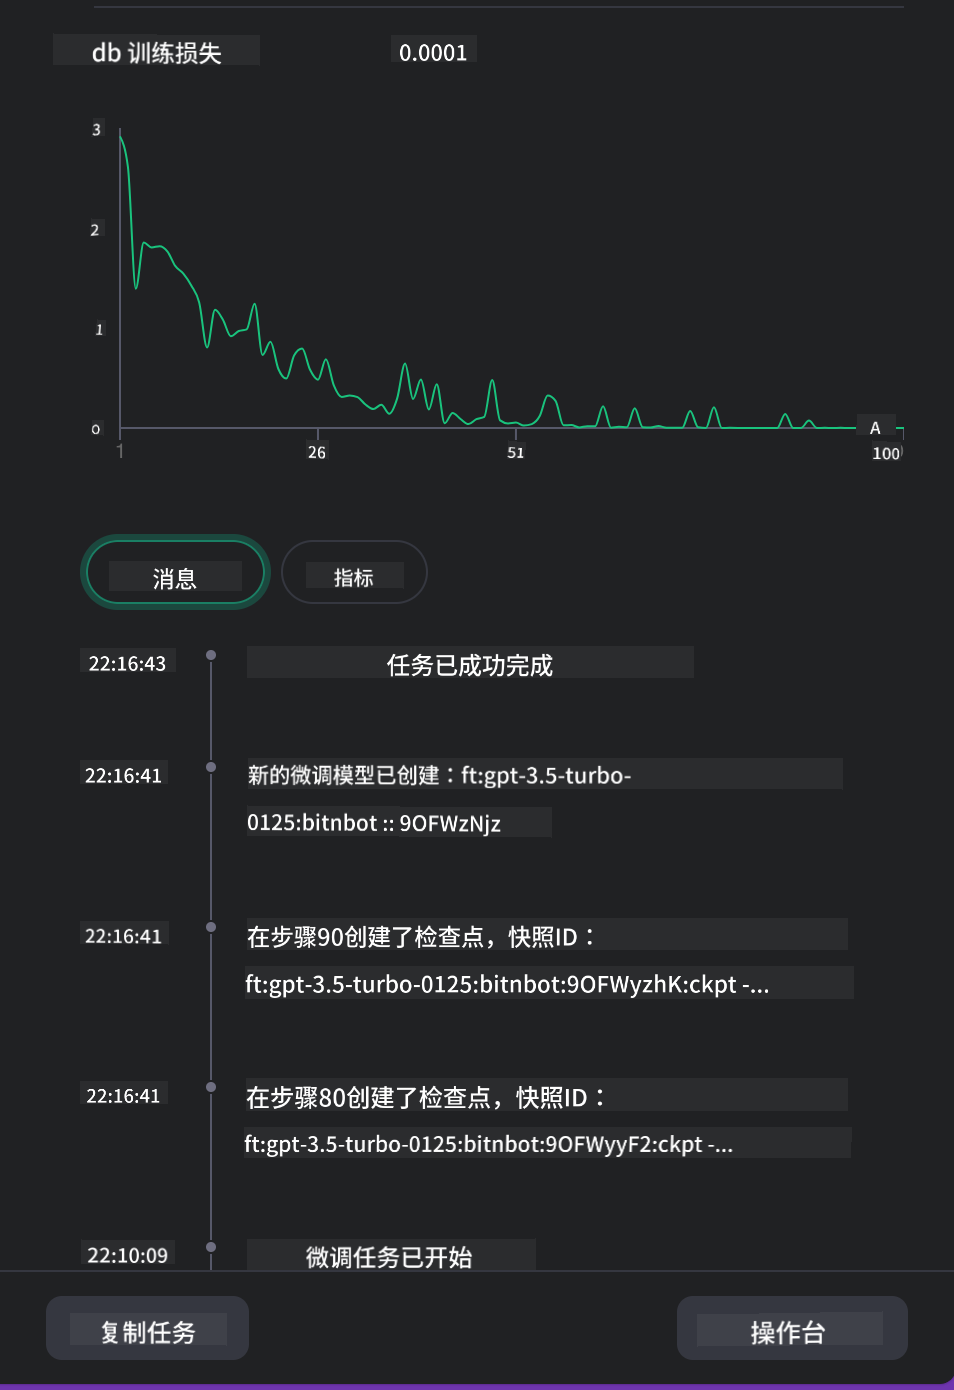 db 训练损失
0.0001
3
2
1
0
1
26
51
A
100
消息
指标
22:16:43
任务已成功完成
22:16:41
新的微调模型已创建：ft:gpt-3.5-turbo-
0125:bitnbot :: 9OFWzNjz
22:16:41
在步骤90创建了检查点，快照ID：
ft:gpt-3.5-turbo-0125:bitnbot:9OFWyzhK:ckpt -...
22:16:41
在步骤80创建了检查点，快照ID：
ft:gpt-3.5-turbo-0125:bitnbot:9OFWyyF2:ckpt -...
22:10:09
微调任务已开始
复制任务
操作台